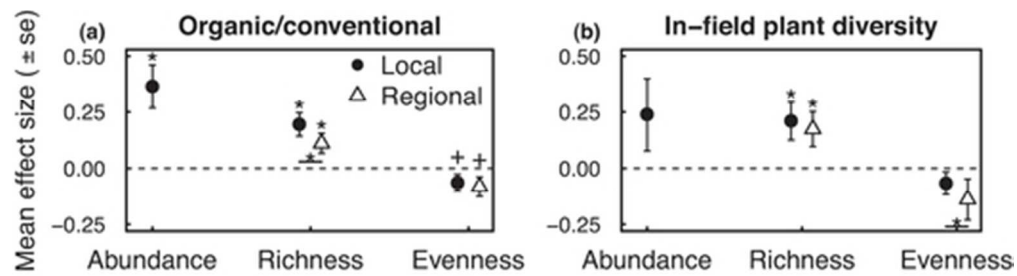 (a) Organic/conventional
(b) In-field plant diversity
Mean effect size ( ± se)
0.50
0.25
0.00
−0.25
* Local
* Regional
*
*
+ +
Abundance Richness Evenness
0.50
0.25
0.00
−0.25
* *
*
Abundance Richness Evenness